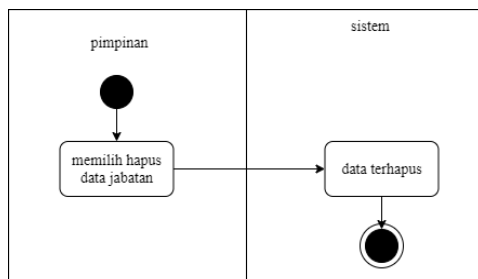 pimpinan
sistem
memilih hapus
data jabatan
data terhapus